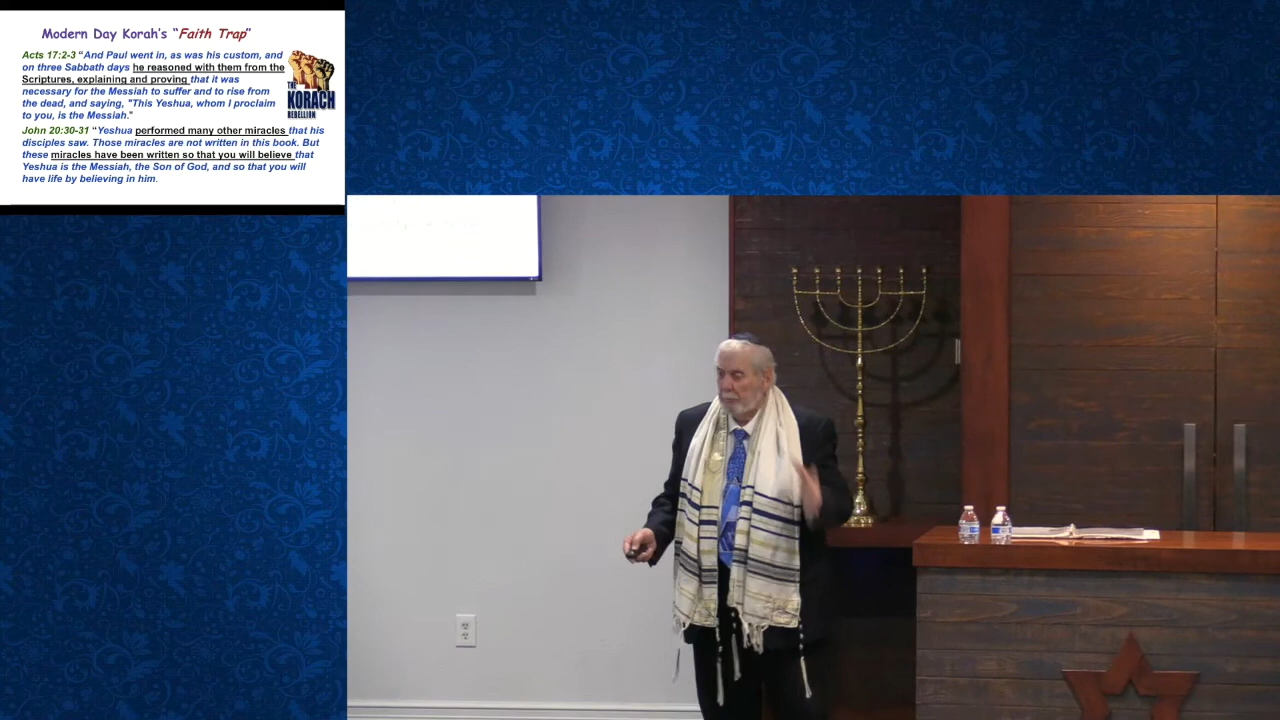 Modern Day Korah's “Faith Trap”
Acts 17:2-3 “And Paul went in, as was his custom, and
on three Sabbath days he reasoned with them from the
Scriptures, explaining and proving that it was
necessary for the Messiah to suffer and to rise from
the dead, and saying, "This Yeshua, whom I proclaim
to you, is the Messiah."
THE
KORACH
REBELLION
John 20:30-31 “Yeshua performed many other miracles that his
disciples saw. Those miracles are not written in this book. But
these miracles have been written so that you will believe that
Yeshua is the Messiah, the Son of God, and so that you will
have life by believing in him.